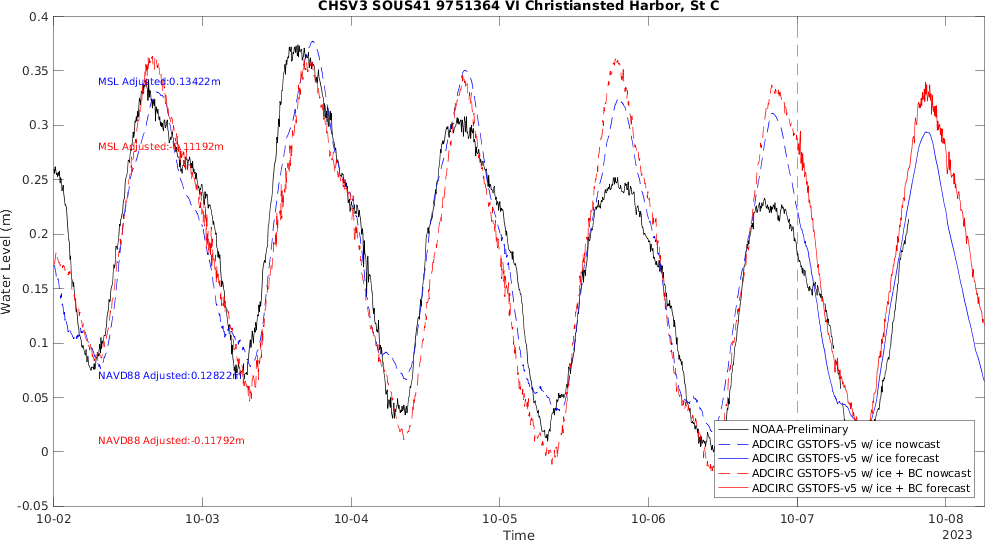 CHSV3 SOUS41 9751364 VI Christiansted Harbor, St C
0.4
0.35
0.3
0.25
0.2
0.15
0.1
0.05
0
-0.05
Water Level (m)
MSL Adjusted:0.13422m
MSL Adjusted:-0.11192m
NAVD88 Adjusted:0.12822m
NAVD88 Adjusted:-0.11792m
NOAA-Preliminary
ADCIRC GSTOFS-v5 w/ ice nowcast
ADCIRC GSTOFS-v5 w/ ice forecast
ADCIRC GSTOFS-v5 w/ ice + BC nowcast
ADCIRC GSTOFS-v5 w/ ice + BC forecast
10-02 10-03 10-04 10-05 10-06 10-07 10-08
2023
Time